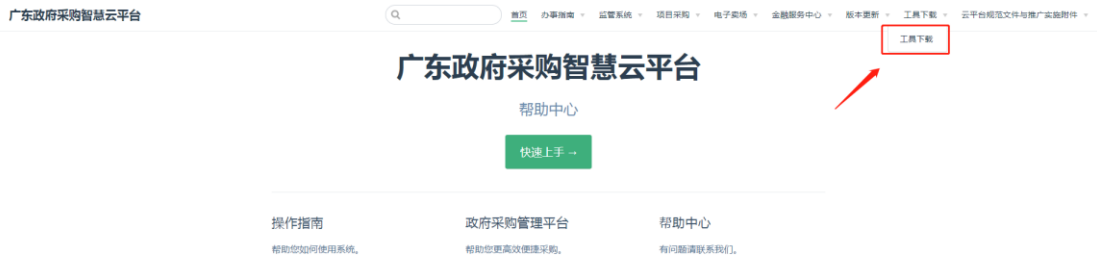 广东政府采购智慧云平台
首页 办事指南 监管系统 项目采购 电子卖场 金融服务中心 版本更新 工具下载 云平台规范文件与推广实施附件
工具下载
广东政府采购智慧云平台
帮助中心
快速上手 →
操作指南 政府采购管理平台 帮助中心
帮助您如何使用系统。 帮助您更高效便捷采购。 有问题请联系我们。